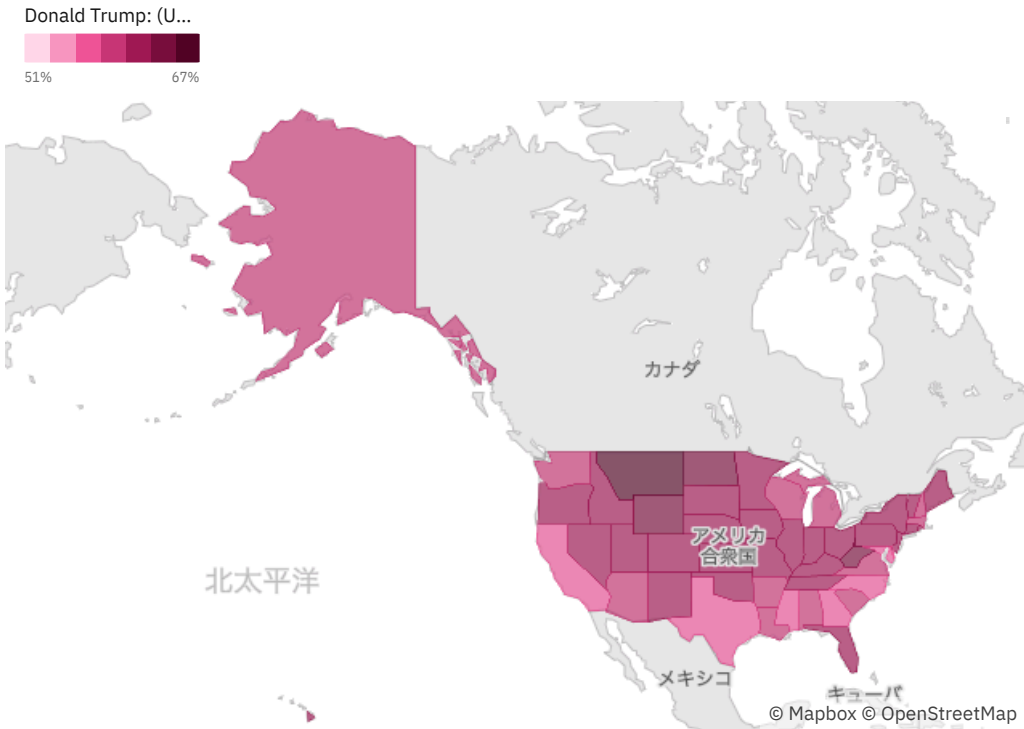 Donald Trump: (U...
51%
67%
カナダ
アメリカ
合衆国
北太平洋
メキシコ
キューバ
© Mapbox © OpenStreetMap